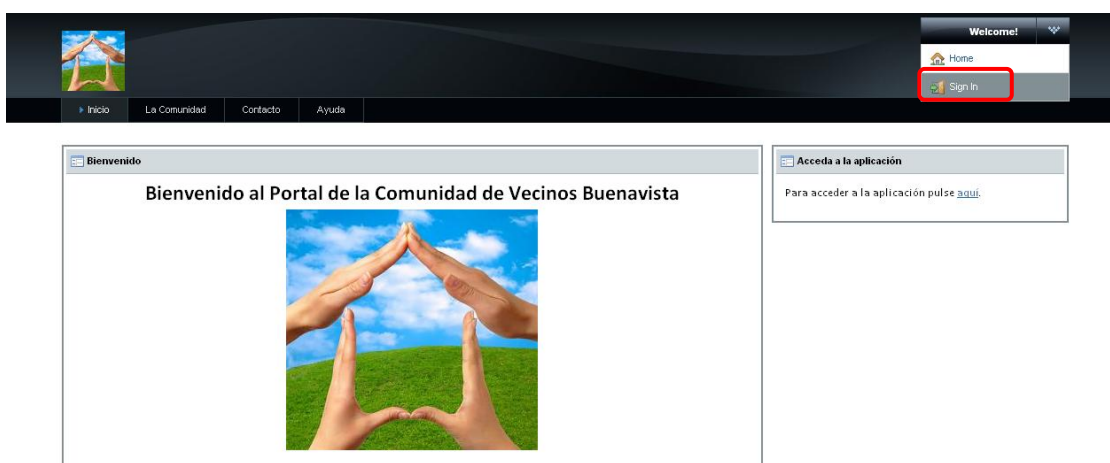 Welcome!
Home
Sign In
Inicio
La Comunidad
Contacto
Ayuda
Bienvenido
Bienvenido al Portal de la Comunidad de Vecinos Buenavista
Acceda a la aplicación
Para acceder a la aplicación pulse aqui.